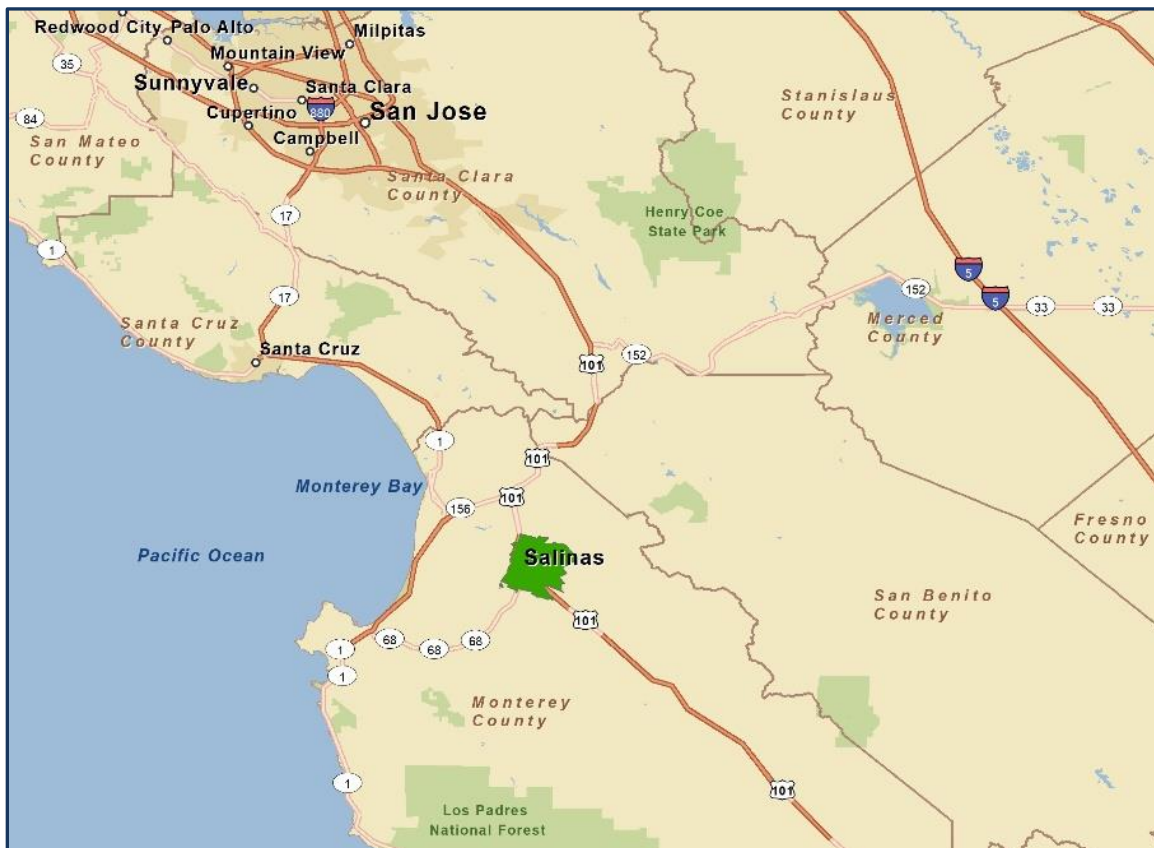 Redwood City
Palo Alto
Milpitas
Mountain View
35
Sunnyvale
Santa Clara
880
San Jose
Cupertino
84
Campbell
San Mateo
County
Stanislaus
County
Santa Clara
County
17
Henry Coe
State Park
1
5
17
152
5
33
33
Santa Cruz
County
Merced
County
Santa Cruz
101
152
1
101
Monterey Bay
101
156
Fresno
County
Pacific Ocean
Salinas
San Benito
County
101
68
68
68
1
1
Monterey
County
1
101
Los Padres
National Forest